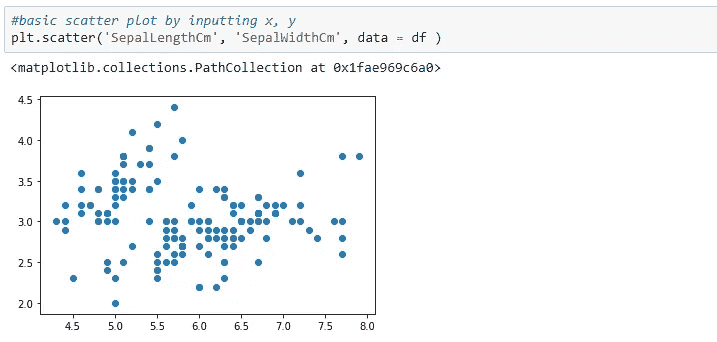 #basic scatter plot by inputting x, y
plt.scatter('SepalLengthCm', 'SepalWidthCm', data = df )
<matplotlib.collections.PathCollection at 0x1fae969c6a0>
4.5
4.0
3.5
3.0
2.5
2.0
4.5 5.0 5.5 6.0 6.5 7.0 7.5 8.0